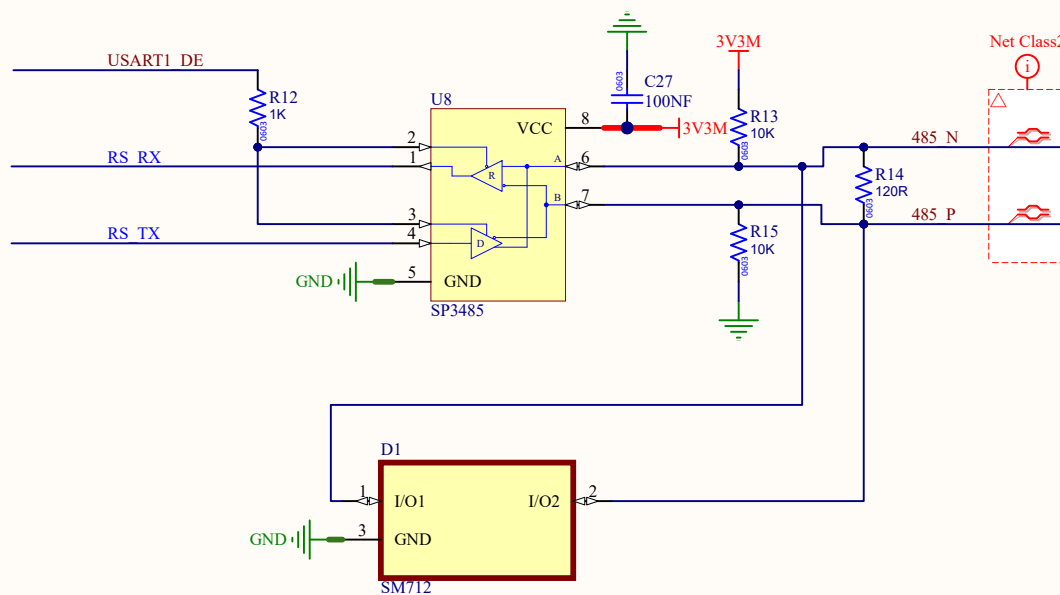 USART1_DE
R12
1K
0603
RS_RX
RS_TX
U8
2
1
3
4
5
GND
VCC
A
B
R
D
GND
SP3485
8
6
7
0603
C27
100NF
3V3M
3V3M
R13
10K
0603
R15
10K
0603
485_N
R14
120R
0603
485_P
Net Class2
i
D1
1
I/O1
I/O2
2
GND
3
GND
SM712